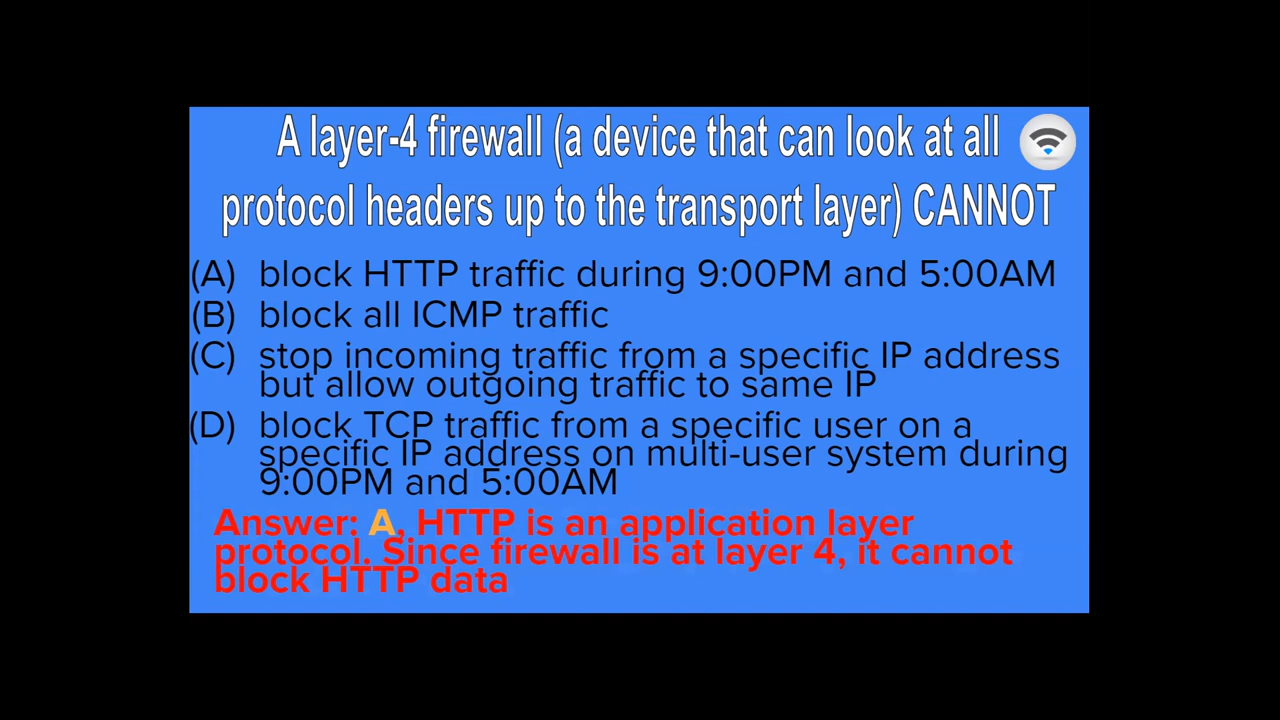 A layer-4 firewall (a device that can look at all
protocol headers up to the transport layer) CANNOT
(A) block HTTP traffic during 9:00PM and 5:00AM
(B) block all ICMP traffic
(C) stop incoming traffic from a specific IP address
but allow outgoing traffic to same IP
(D) block TCP traffic from a specific user on a
specific IP address on multi-user system during
9:00PM and 5:00AM
Answer: A, HTTP is an application layer
protocol. Since firewall is at layer 4, it cannot
block HTTP data